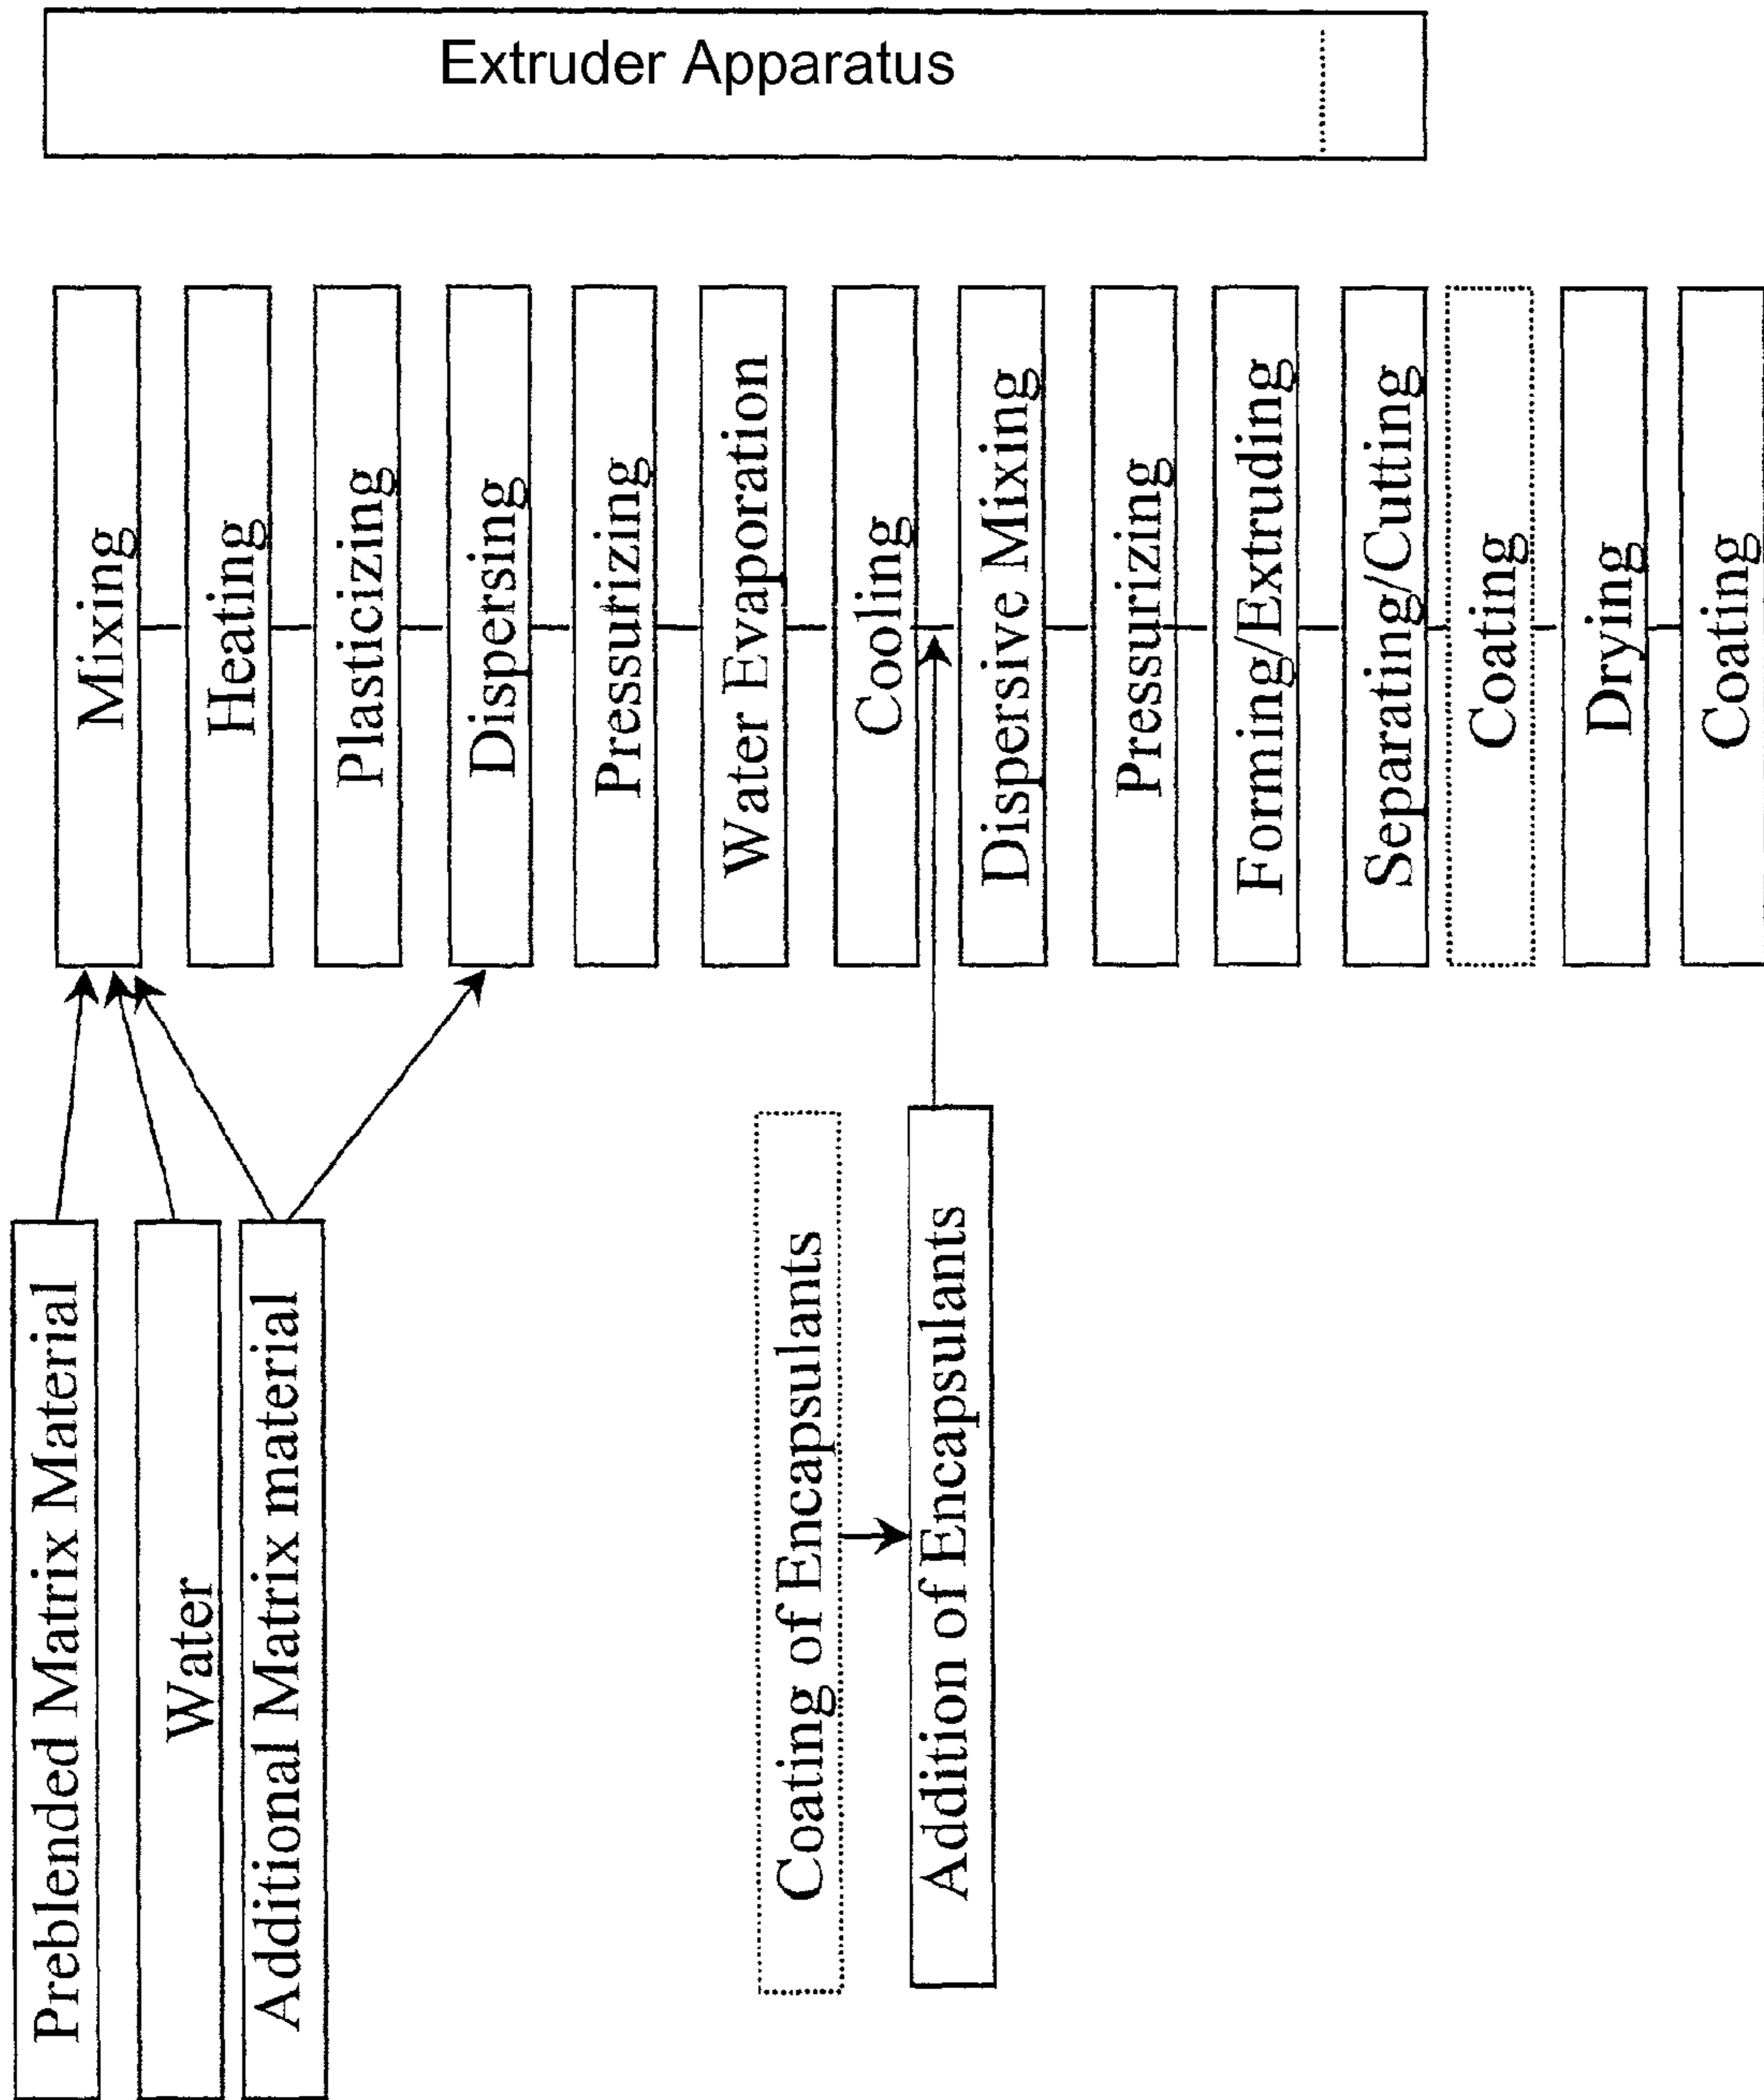 Extruder Apparatus
Preblended Matrix Material
Water
Additional Matrix material
Coating of Encapsulants
Addition of Encapsulants
Mixing
Heating
Plasticizing
Dispersing
Pressurizing
Water Evaporation
Cooling
Dispersive Mixing
Pressurizing
Forming/Extruding
Separating/Cutting
Coating
Drying
Coating